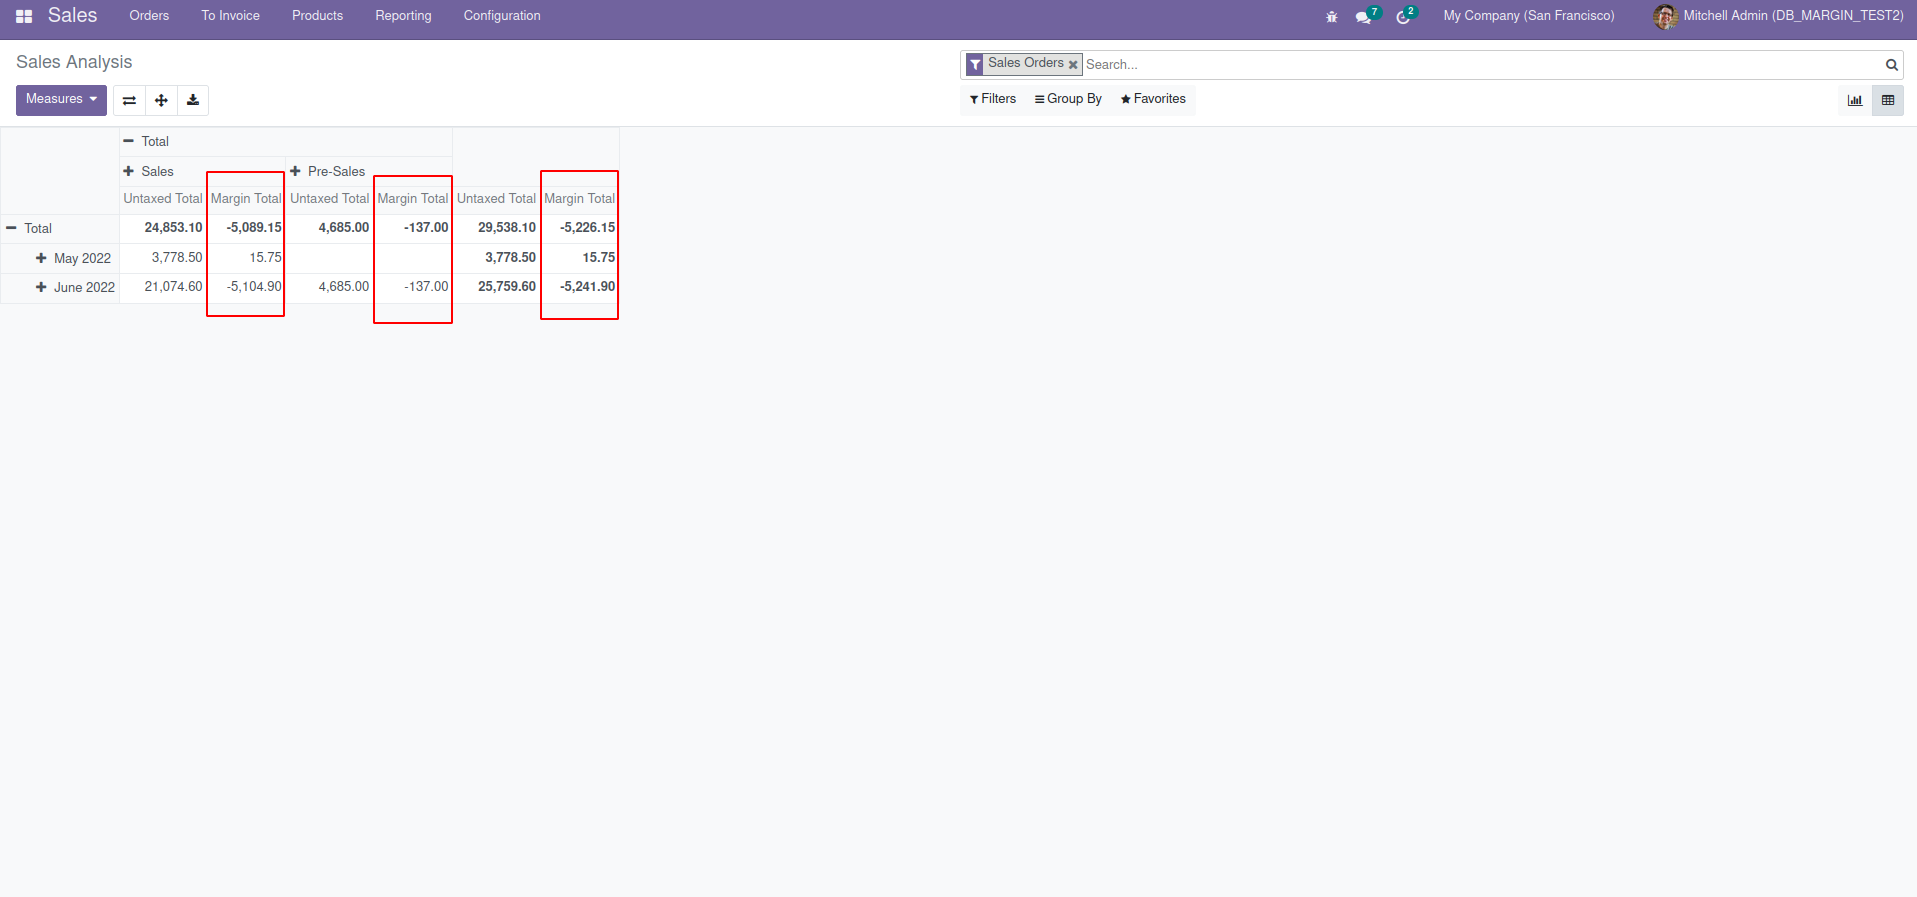 Sales Orders To Invoice Products Reporting Configuration 7 2 My Company (San Francisco) Mitchell Admin (DB_MARGIN_TEST2)
Sales Analysis
Sales Orders Search...
Measures Filters Group By Favorites
Total
Sales Pre-Sales
Untaxed Total Margin Total Untaxed Total Margin Total Untaxed Total Margin Total
Total 24,853.10 -5,089.15 4,685.00 -137.00 29,538.10 -5,226.15
May 2022 3,778.50 15.75 3,778.50 15.75
June 2022 21,074.60 -5,104.90 4,685.00 -137.00 25,759.60 -5,241.90